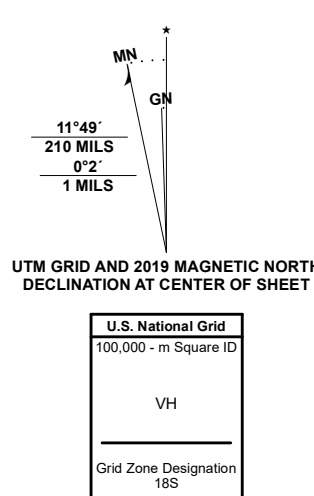 ★
MN
GN
11°49´
210 MILS
0°2´
1 MILS
UTM GRID AND 2019 MAGNETIC NORTH
DECLINATION AT CENTER OF SHEET
U.S. National Grid
100,000 - m Square ID
VH
Grid Zone Designation
18S